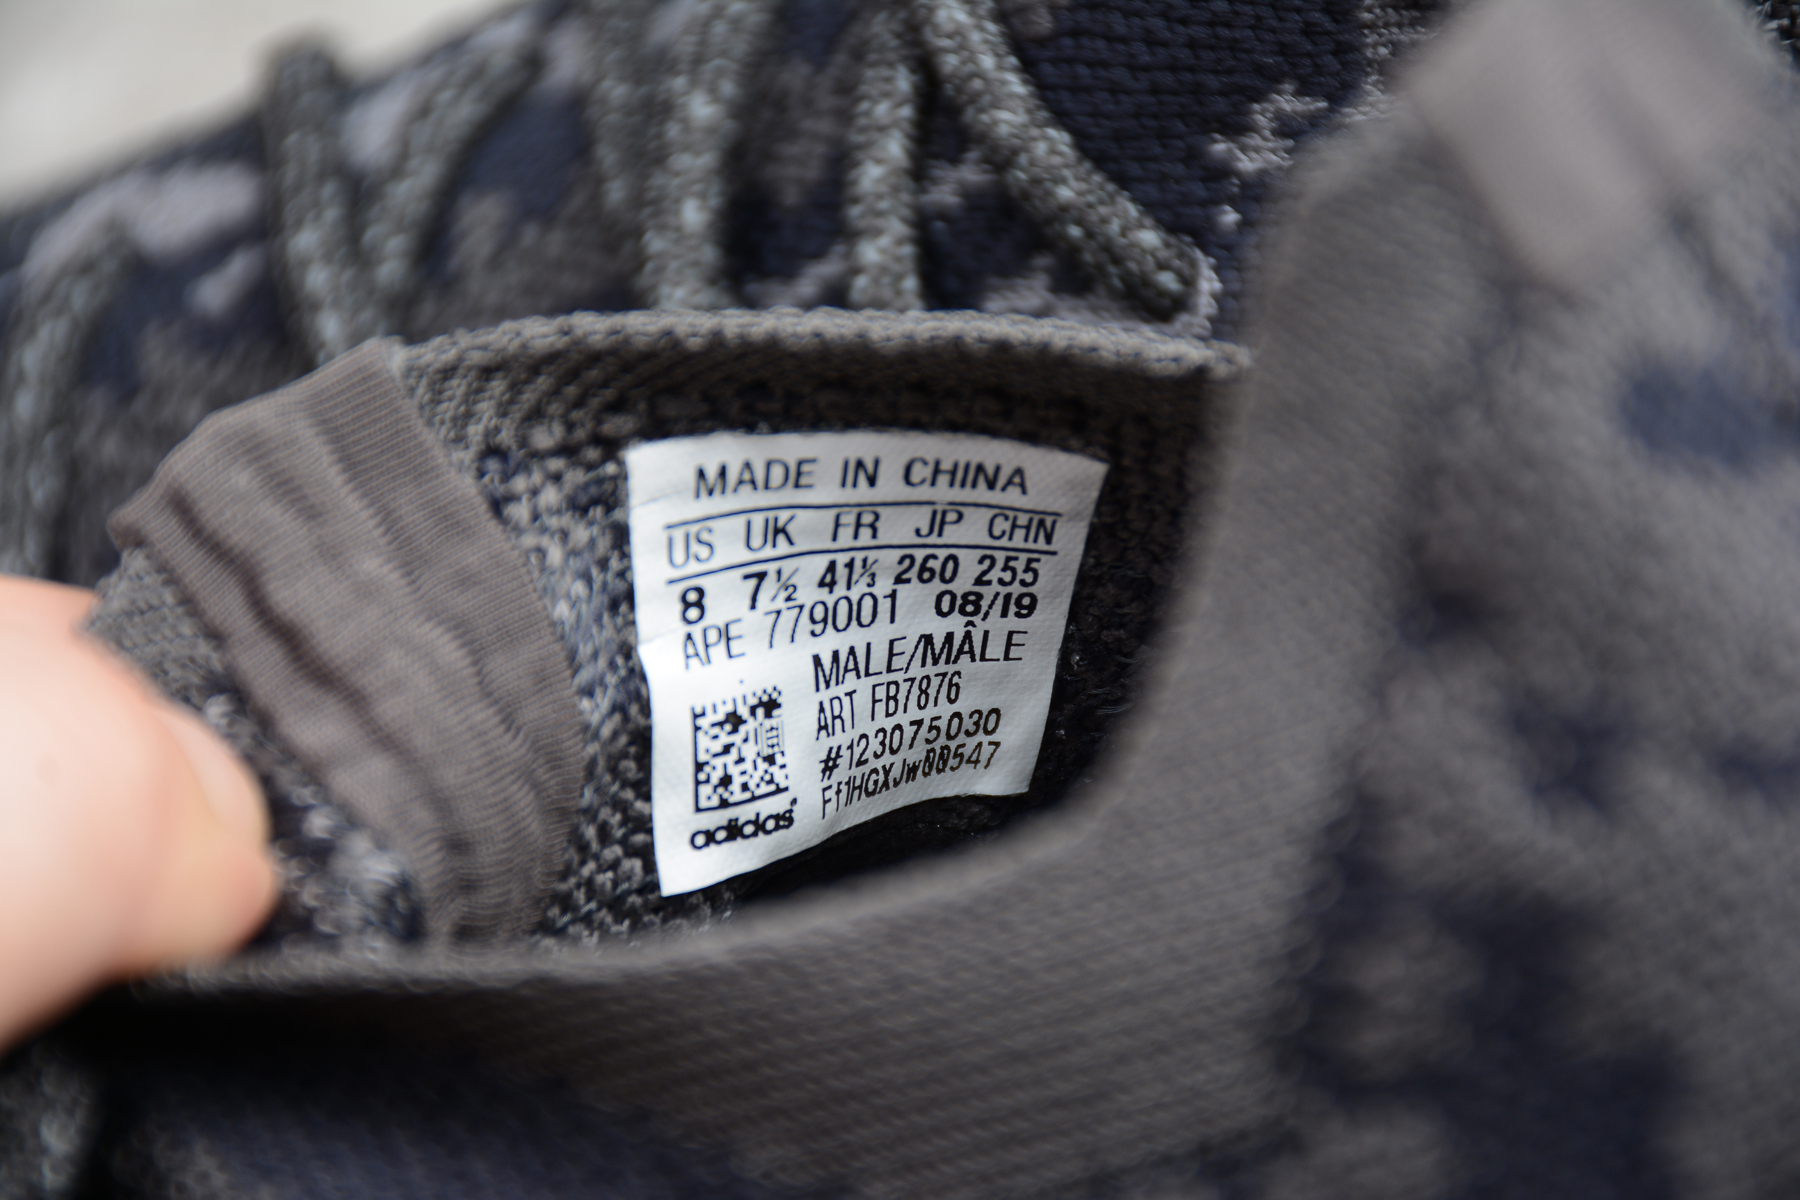 MADE IN CHINA
US UK FR JP CHN
8 7½ 41⅓ 260 255
APE 779001 08/19
MALE/MÂLE
ART FB7876
#123075030
Ff1HGXJw00547
adidas